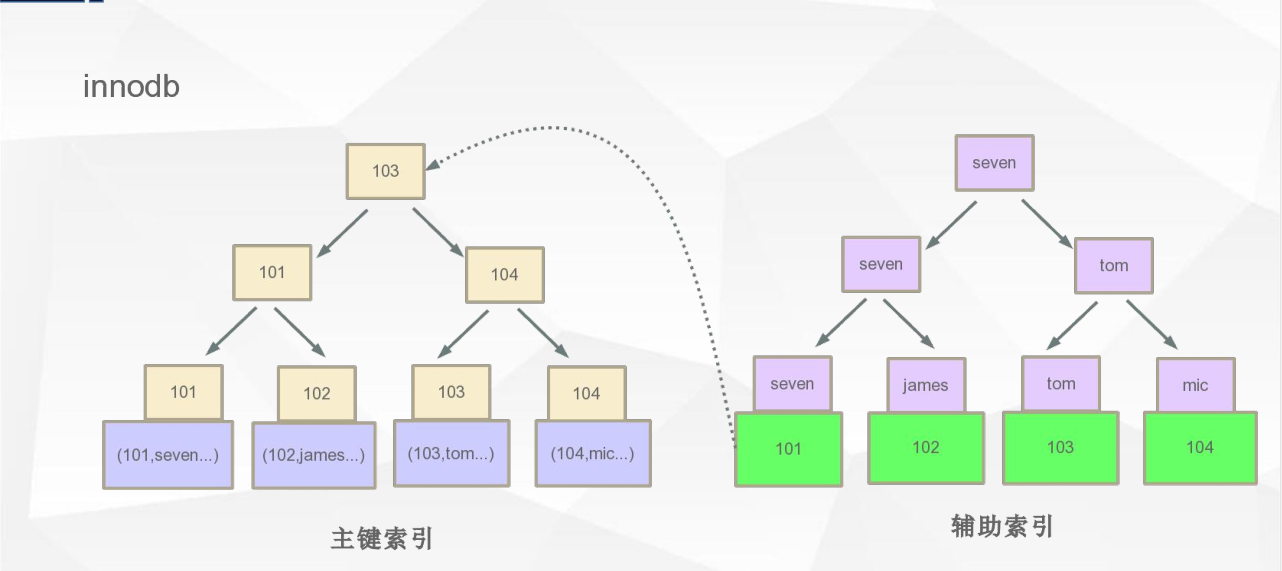 innodb
103
101
104
101
102
103
104
(101,seven...)
(102,james...)
(103,tom...)
(104,mic...)
主键索引
seven
seven
tom
seven
james
tom
mic
101
102
103
104
辅助索引